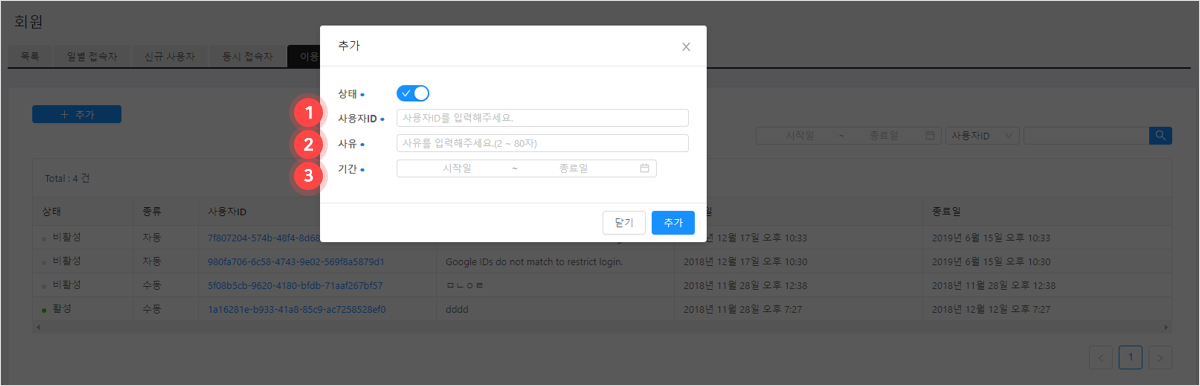 회원
목록 일별 접속자 신규 사용자 동시 접속자 이용
+ 추가
시작일 ~ 종료일 사용자ID
Total : 4 건
상태 종류 사용자ID 종료일
비활성 자동 7f807204-574b-48f4-8d68 2018년 12월 17일 오후 10:33 2019년 6월 15일 오후 10:33
비활성 자동 980fa706-6c58-4743-9e02-569f8a5879d1 Google IDs do not match to restrict login. 2018년 12월 17일 오후 10:30 2019년 6월 15일 오후 10:30
비활성 수동 5f08b5cb-9620-4180-bfdb-71aaf267bf57 ㅁㄴㅇㄹ 2018년 11월 28일 오후 12:38 2018년 11월 28일 오후 12:38
활성 수동 1a16281e-b933-41a8-85c9-ac7258528ef0 dddd 2018년 11월 28일 오후 7:27 2018년 12월 12일 오후 7:27
1
추가
상태
1 사용자ID 사용자ID를 입력해주세요.
2 사유 사유를 입력해주세요.(2 ~ 80자)
3 기간 시작일 ~ 종료일
닫기 추가